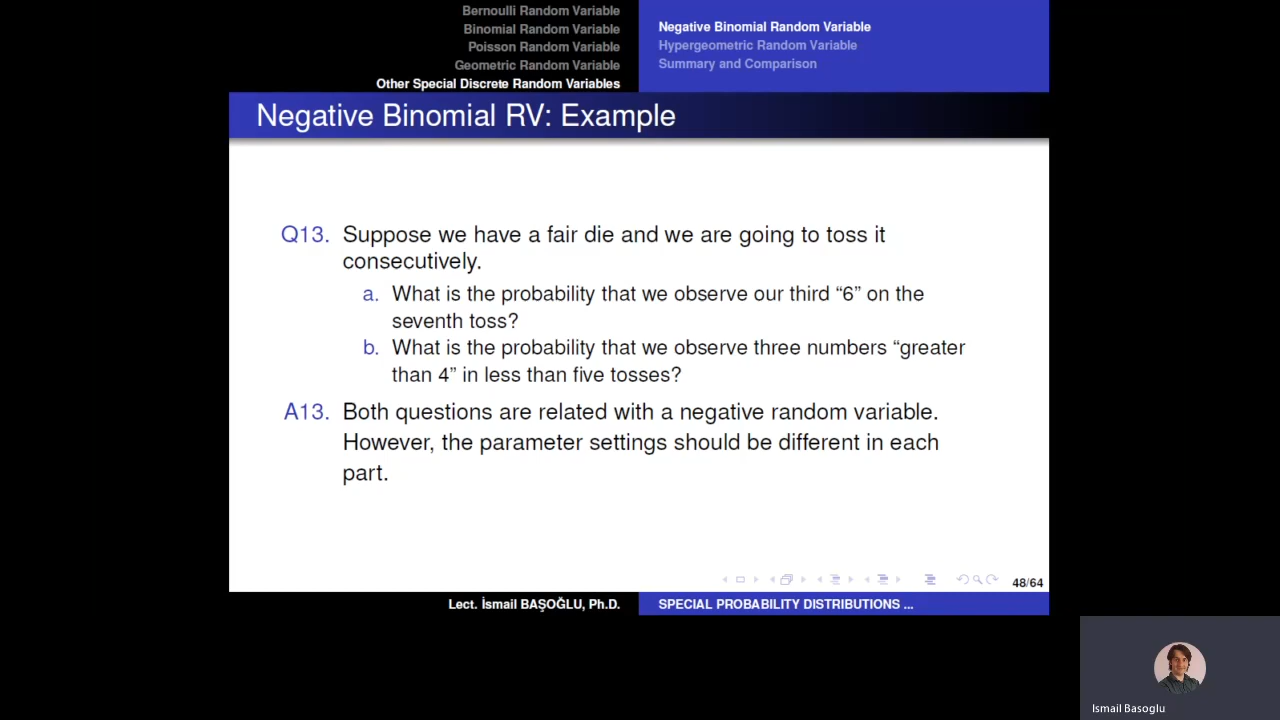 Bernoulli Random Variable
Binomial Random Variable
Poisson Random Variable
Geometric Random Variable
Other Special Discrete Random Variables
Negative Binomial Random Variable
Hypergeometric Random Variable
Summary and Comparison
Negative Binomial RV: Example
Q13. Suppose we have a fair die and we are going to toss it
consecutively.
a. What is the probability that we observe our third “6” on the
seventh toss?
b. What is the probability that we observe three numbers “greater
than 4” in less than five tosses?
A13. Both questions are related with a negative random variable.
However, the parameter settings should be different in each
part.
48/64
Lect. İsmail BAŞOĞLU, Ph.D.
SPECIAL PROBABILITY DISTRIBUTIONS ...
Ismail Basoglu